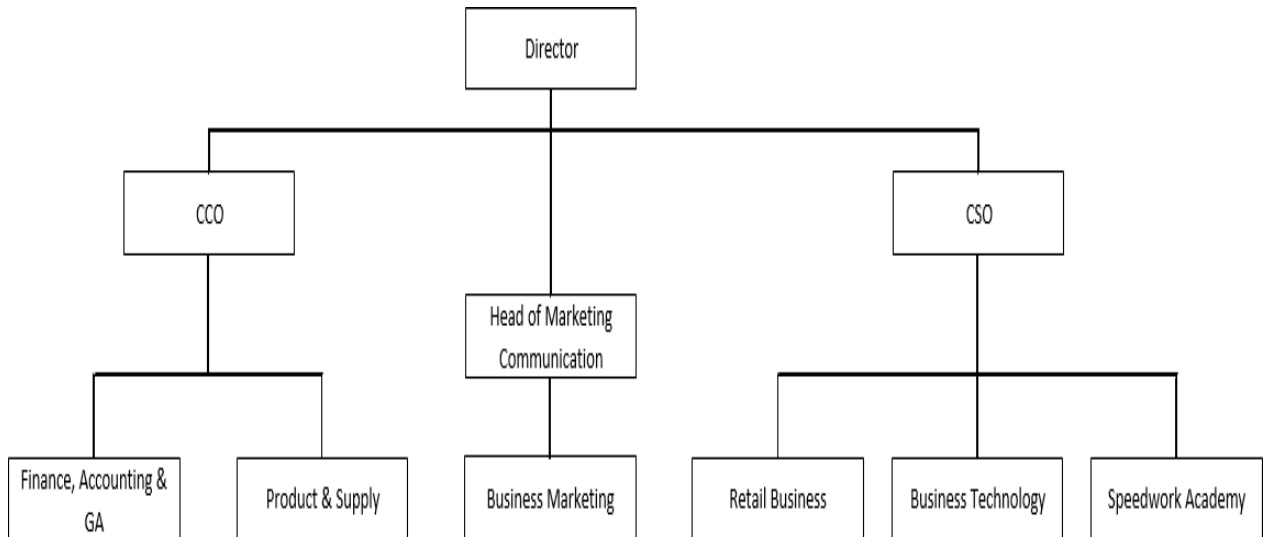 Director
CCO
CSO
Head of Marketing
Communication
Finance, Accounting &
GA
Product & Supply
Business Marketing
Retail Business
Business Technology
Speedwork Academy